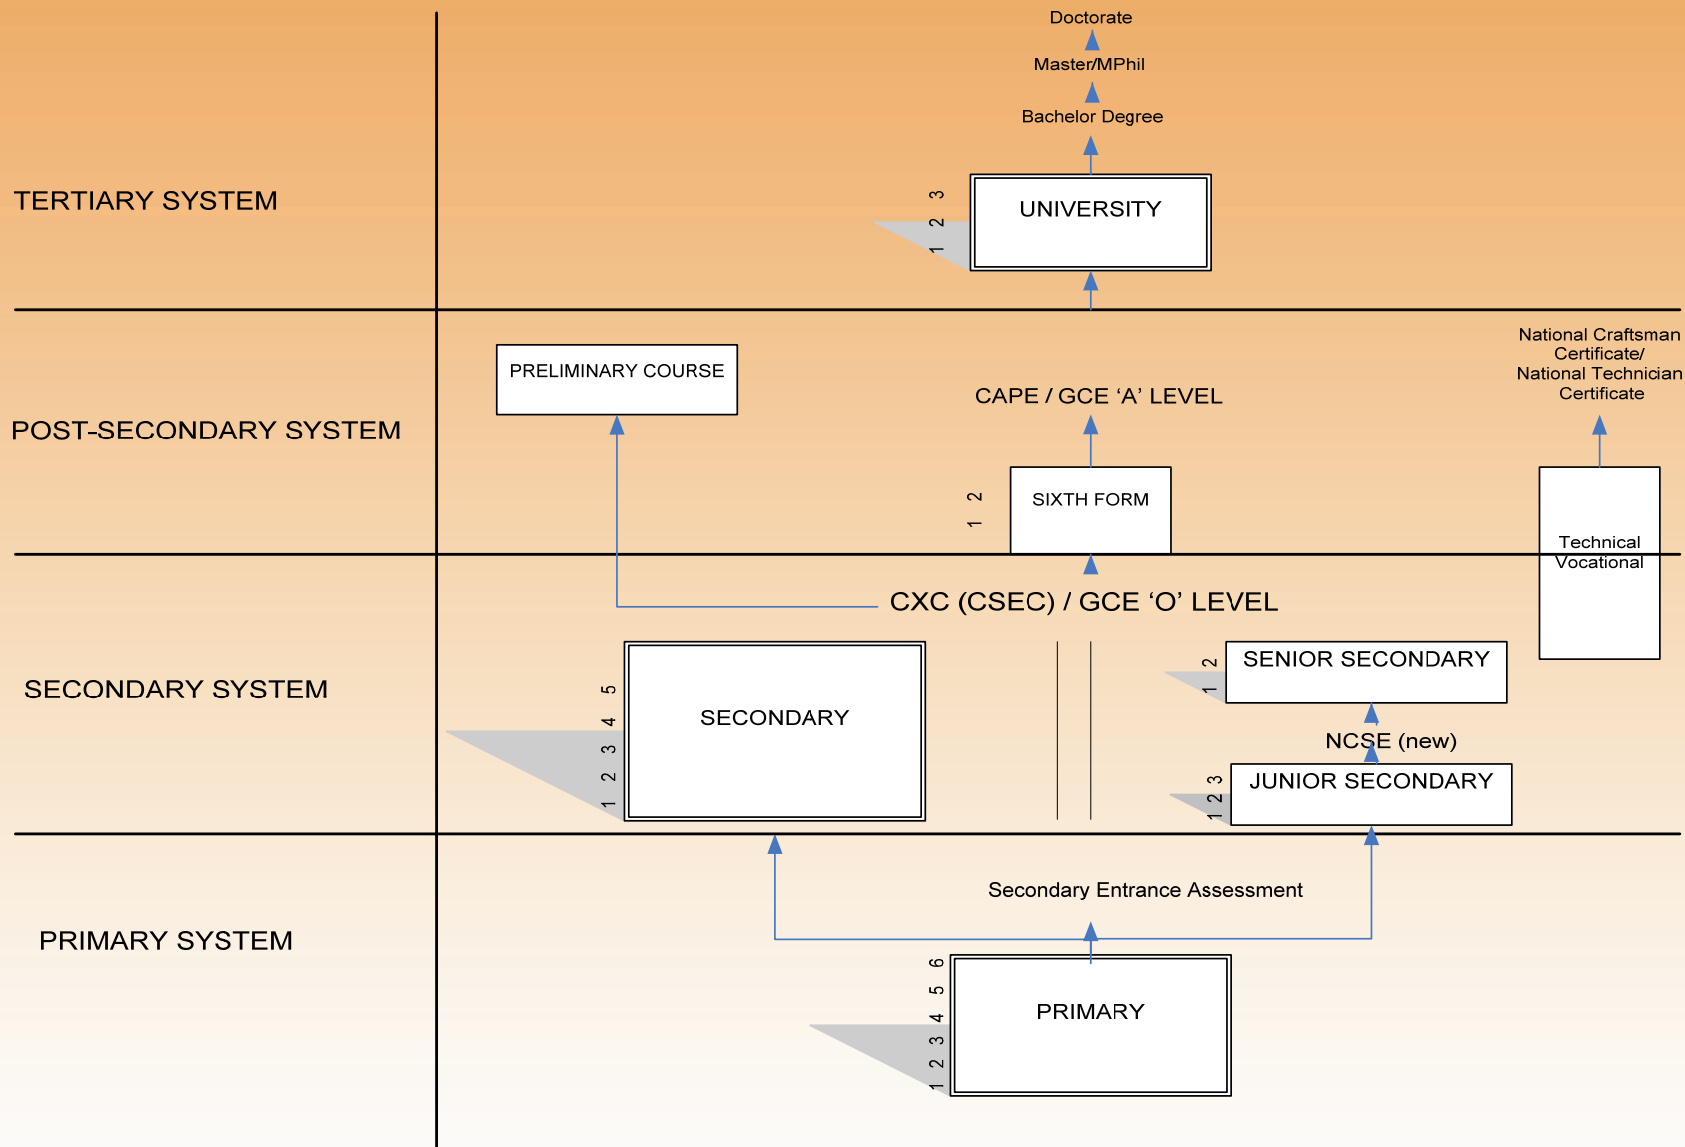 Doctorate
Master/MPhil
Bachelor Degree
TERTIARY SYSTEM
3
2
1
UNIVERSITY
National Craftsman
Certificate/
National Technician
Certificate
PRELIMINARY COURSE
CAPE / GCE ‘A’ LEVEL
POST-SECONDARY SYSTEM
2
1
SIXTH FORM
Technical
Vocational
CXC (CSEC) / GCE ‘O’ LEVEL
SECONDARY SYSTEM
5
4
3
2
1
SECONDARY
2
1
SENIOR SECONDARY
NCSE (new)
3
2
1
JUNIOR SECONDARY
Secondary Entrance Assessment
PRIMARY SYSTEM
6
5
4
3
2
1
PRIMARY